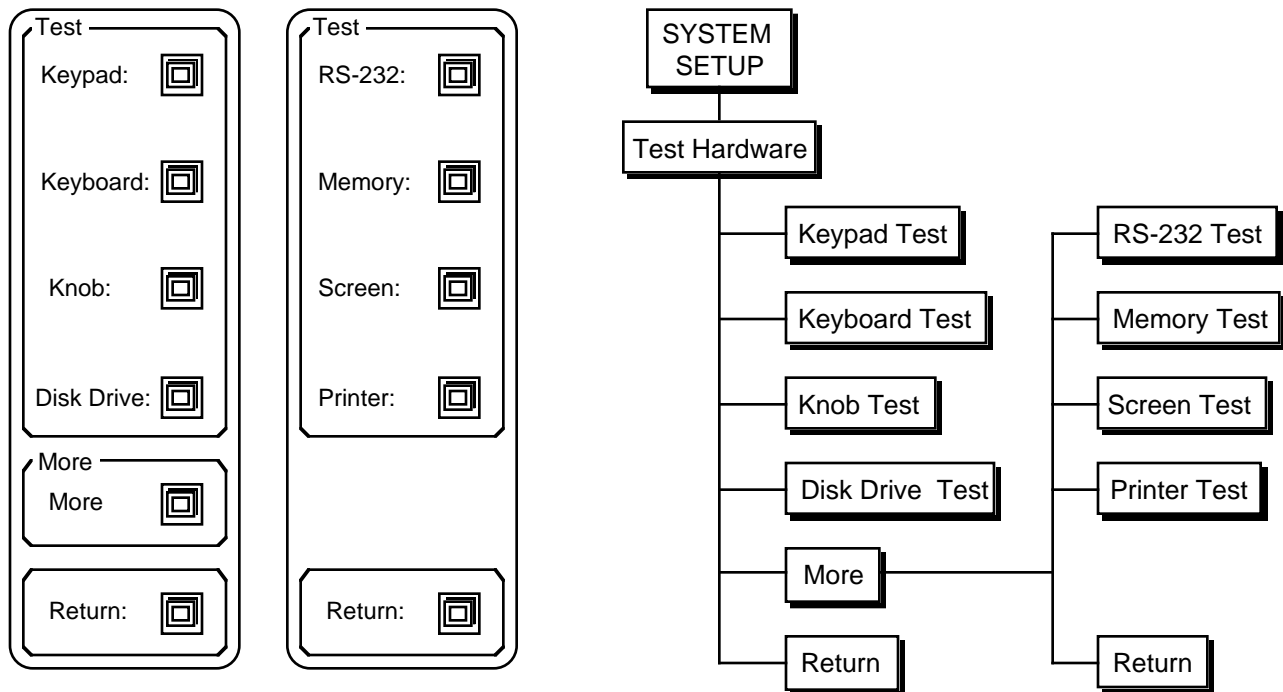 Test
Keypad:
Keyboard:
Knob:
Disk Drive:
More
More
Return:
Test
RS-232:
Memory:
Screen:
Printer:
Return:
SYSTEM
SETUP
Test Hardware
Keypad Test
Keyboard Test
Knob Test
Disk Drive Test
More
Return
RS-232 Test
Memory Test
Screen Test
Printer Test
Return